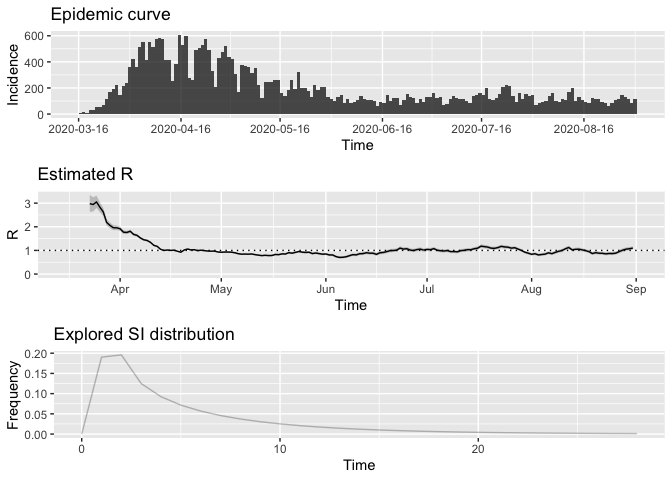 Epidemic curve
600
400
200
0
Incidence
2020-03-16 2020-04-16 2020-05-16 2020-06-16 2020-07-16 2020-08-16
Time
Estimated R
3
2
1
0
R
Apr May Jun Jul Aug Sep
Time
Explored SI distribution
0.20
0.15
0.10
0.05
0.00
Frequency
0 10 20
Time